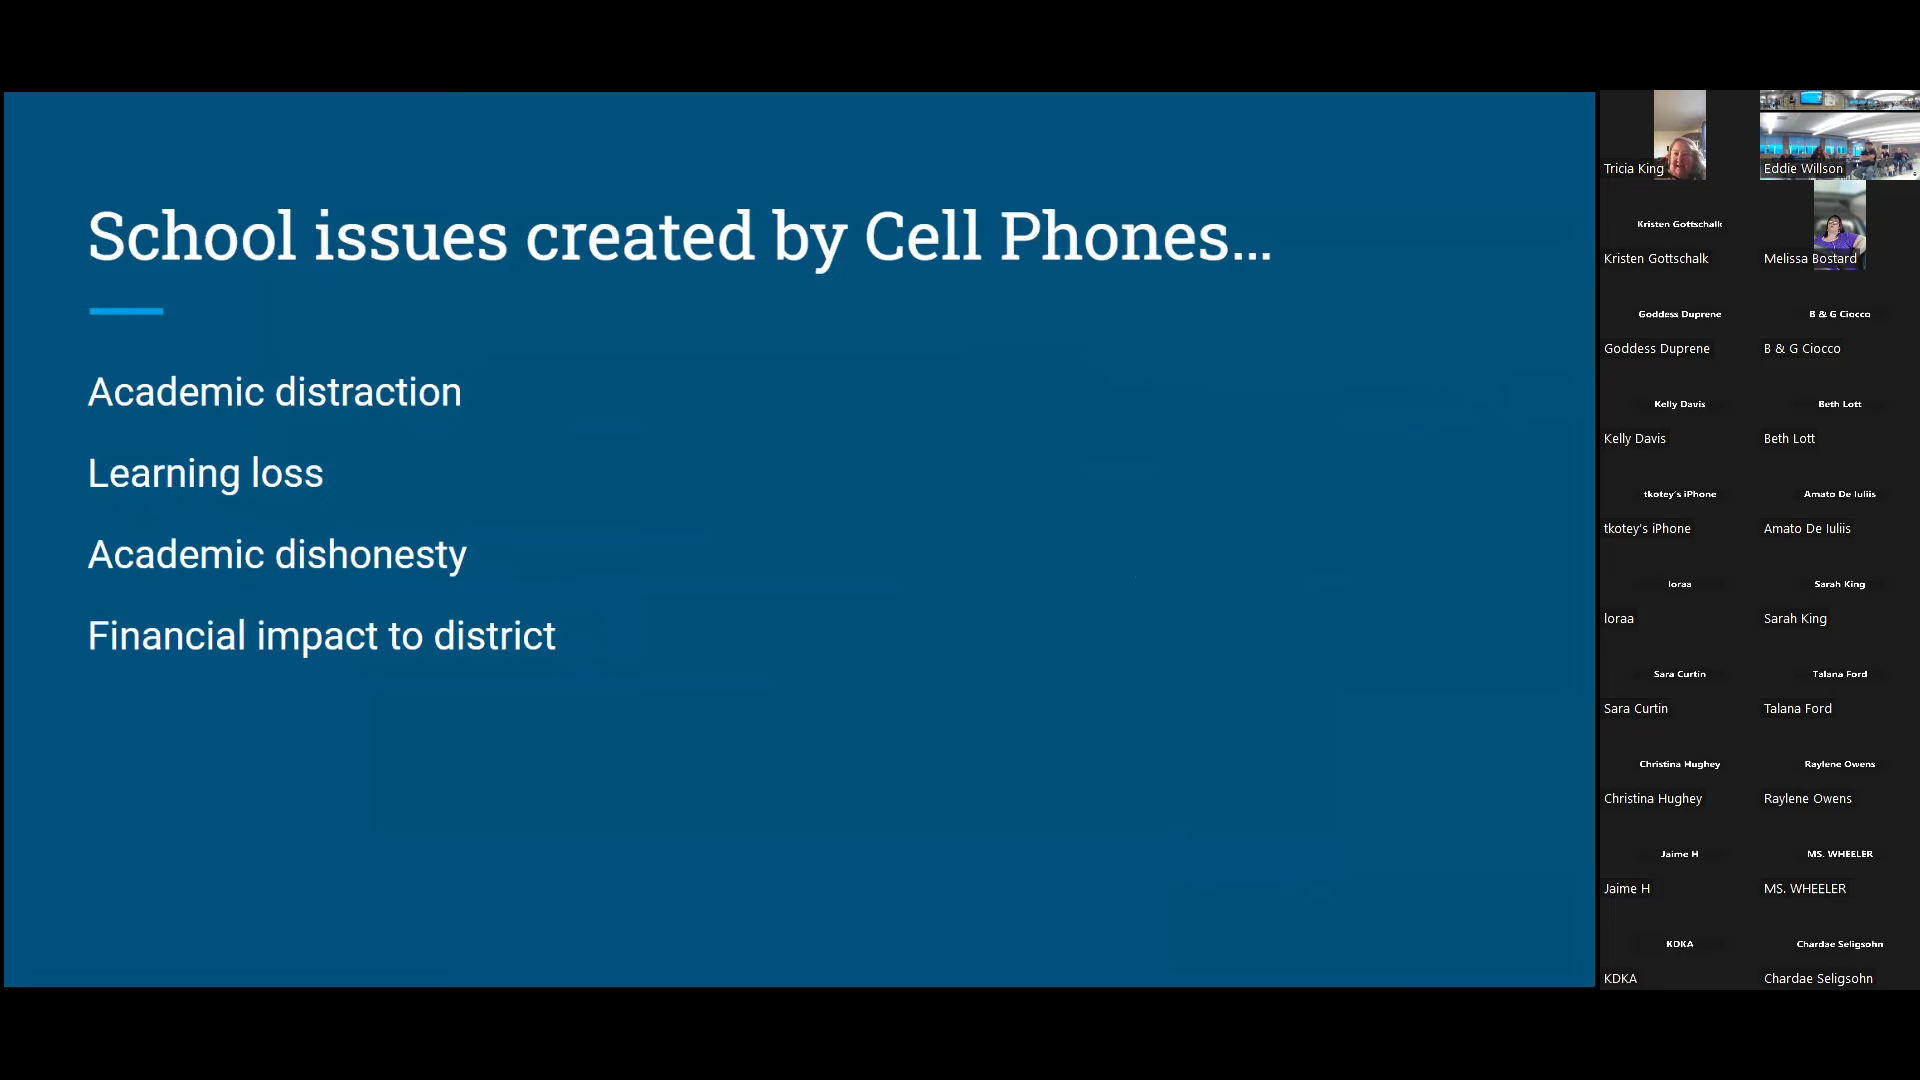 School issues created by Cell Phones...
Academic distraction
Learning loss
Academic dishonesty
Financial impact to district
Tricia King
Eddie Willson
Kristen Gottschalk
Kristen Gottschalk
Melissa Bostard
Goddess Duprene
B & G Ciocco
Goddess Duprene
B & G Ciocco
Kelly Davis
Beth Lott
Kelly Davis
Beth Lott
tkotey's iPhone
Amato De Iuliis
tkotey's iPhone
Amato De Iuliis
loraa
Sarah King
loraa
Sarah King
Sara Curtin
Talana Ford
Sara Curtin
Talana Ford
Christina Hughey
Raylene Owens
Christina Hughey
Raylene Owens
Jaime H
MS. WHEELER
Jaime H
MS. WHEELER
KDKA
Chardae Seligsohn
KDKA
Chardae Seligsohn